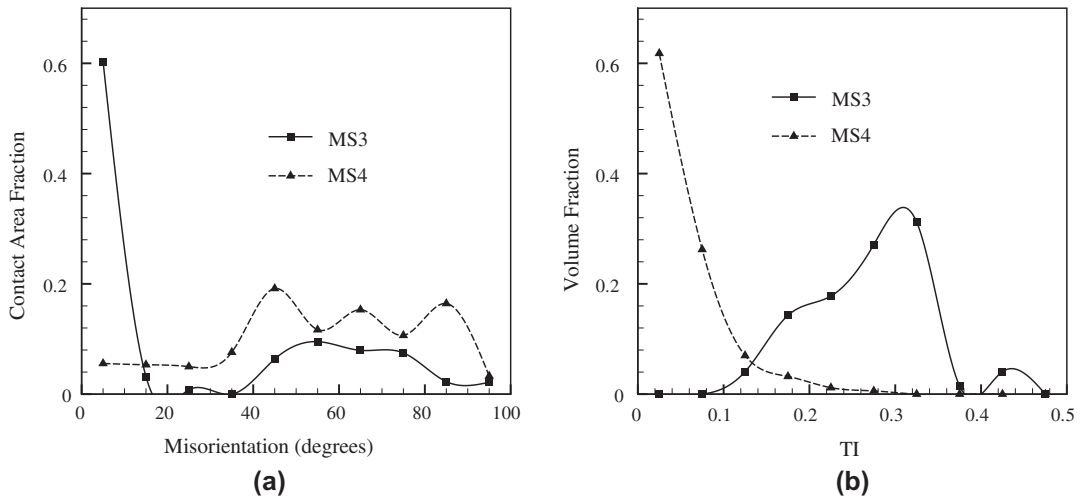 Contact Area Fraction
0.6
0.4
0.2
0
MS3
MS4
0 20 40 60 80 100
Misorientation (degrees)
(a)
Volume Fraction
0.6
0.4
0.2
0
MS3
MS4
0 0.1 0.2 0.3 0.4 0.5
TI
(b)